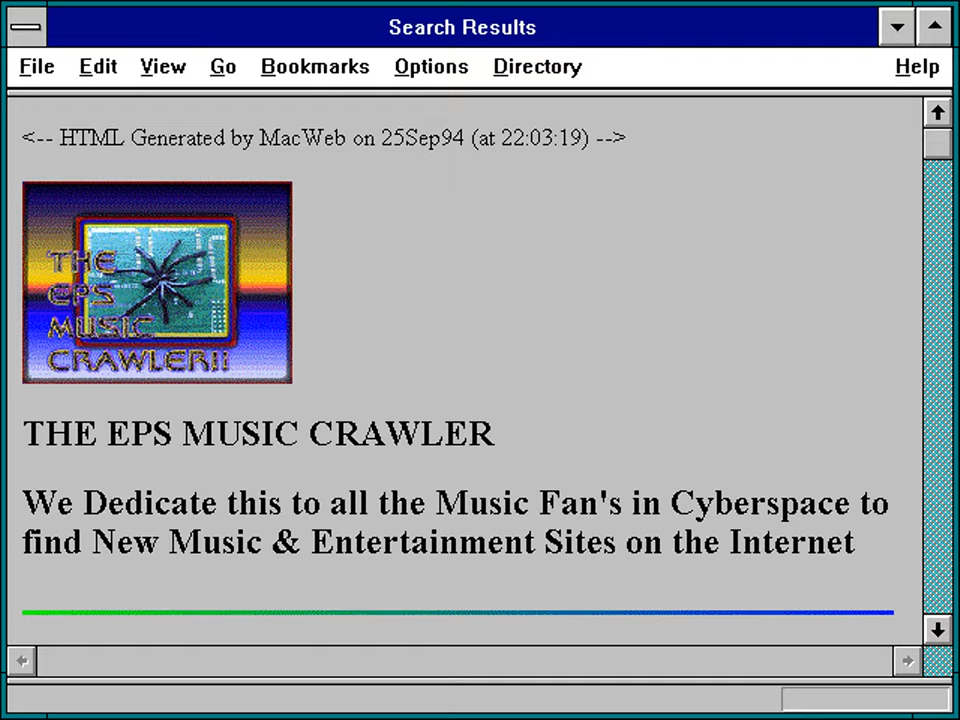 Search Results
File Edit View Go Bookmarks Options Directory Help
<-- HTML Generated by MacWeb on 25Sep94 (at 22:03:19) -->
THE
EPS
MUSIC
CRAWLER!!
THE EPS MUSIC CRAWLER
We Dedicate this to all the Music Fan's in Cyberspace to
find New Music & Entertainment Sites on the Internet